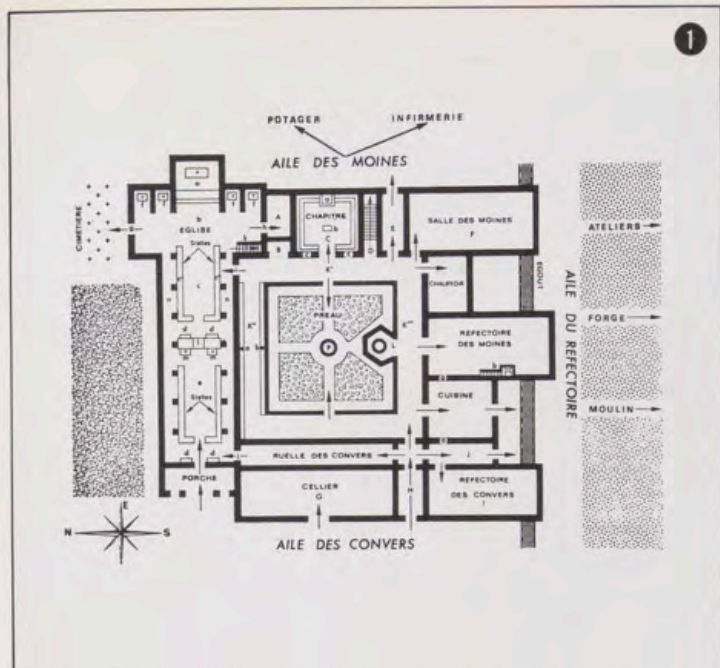 1
POTAGER INFIRMERIE
AILE DES MOINES
CIMETIÈRE
EGLISE
b
Stalles
A
B
CHAPITRE
b
C
D
E
SALLE DES MOINES
F
CHAUFFOIR
EGOUT
ATELIERS
AILE DU REFECTOIRE
FORGE
MOULIN
PREAU
REFECTOIRE
DES MOINES
b
CUISINE
d d
Stalles
d d
PORCHE
RUELLE DES CONVERS
J
CELLIER
G
H
REFECTOIRE
DES CONVERS
I
AILE DES CONVERS
N E S